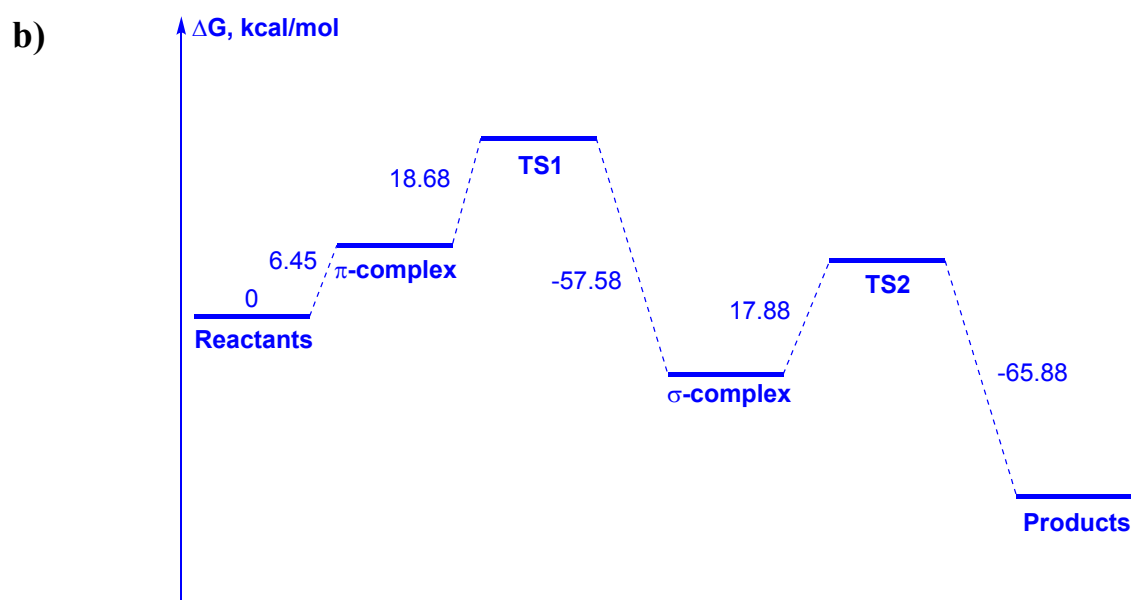 b)
ΔG, kcal/mol
TS1
18.68
6.45
π-complex
-57.58
0
Reactants
17.88
TS2
σ-complex
-65.88
Products